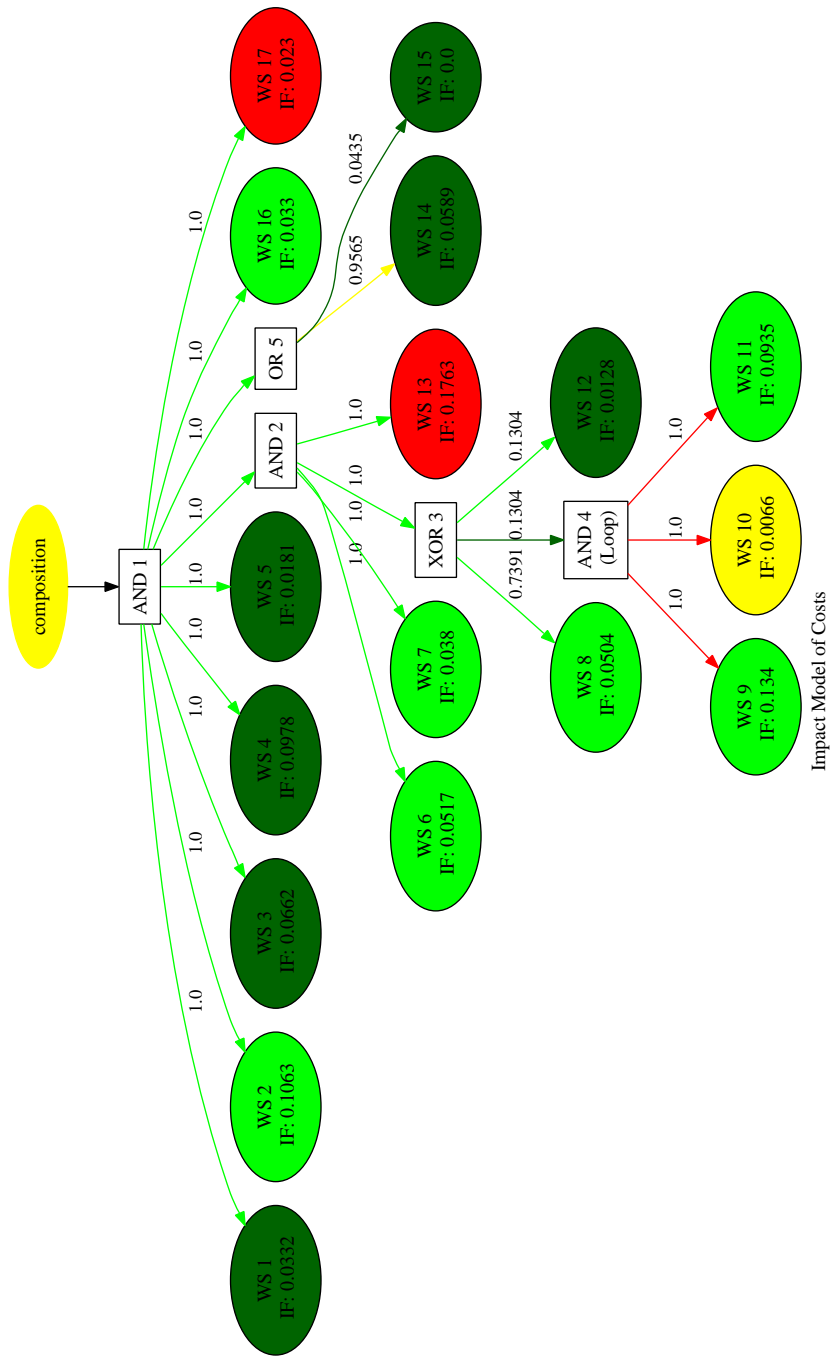 composition
AND 1
1.0
1.0
1.0
1.0
1.0
1.0
1.0
1.0
1.0
WS 1
IF: 0.0332
WS 2
IF: 0.1063
WS 3
IF: 0.0662
WS 4
IF: 0.0978
WS 5
IF: 0.0181
AND 2
OR 5
WS 16
IF: 0.033
WS 17
IF: 0.023
1.0
1.0
1.0
1.0
0.9565
0.0435
WS 6
IF: 0.0517
WS 7
IF: 0.038
XOR 3
WS 13
IF: 0.1763
WS 14
IF: 0.0589
WS 15
IF: 0.0
0.7391
0.1304
0.1304
WS 8
IF: 0.0504
AND 4
(Loop)
WS 12
IF: 0.0128
1.0
1.0
1.0
WS 9
IF: 0.134
WS 10
IF: 0.0066
WS 11
IF: 0.0935
Impact Model of Costs